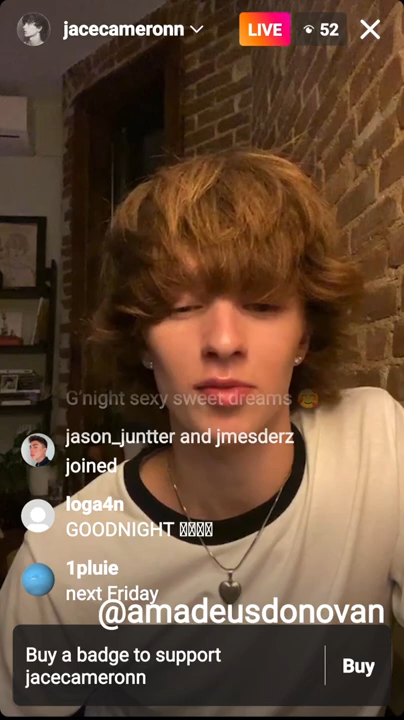 jacecameronn
LIVE
52
G'night sexy sweet dreams
jason_juntter and jmesderz
joined
loga4n
GOODNIGHT
1pluie
next Friday
@amadeusdonovan
Buy a badge to support
jacecameronn
Buy